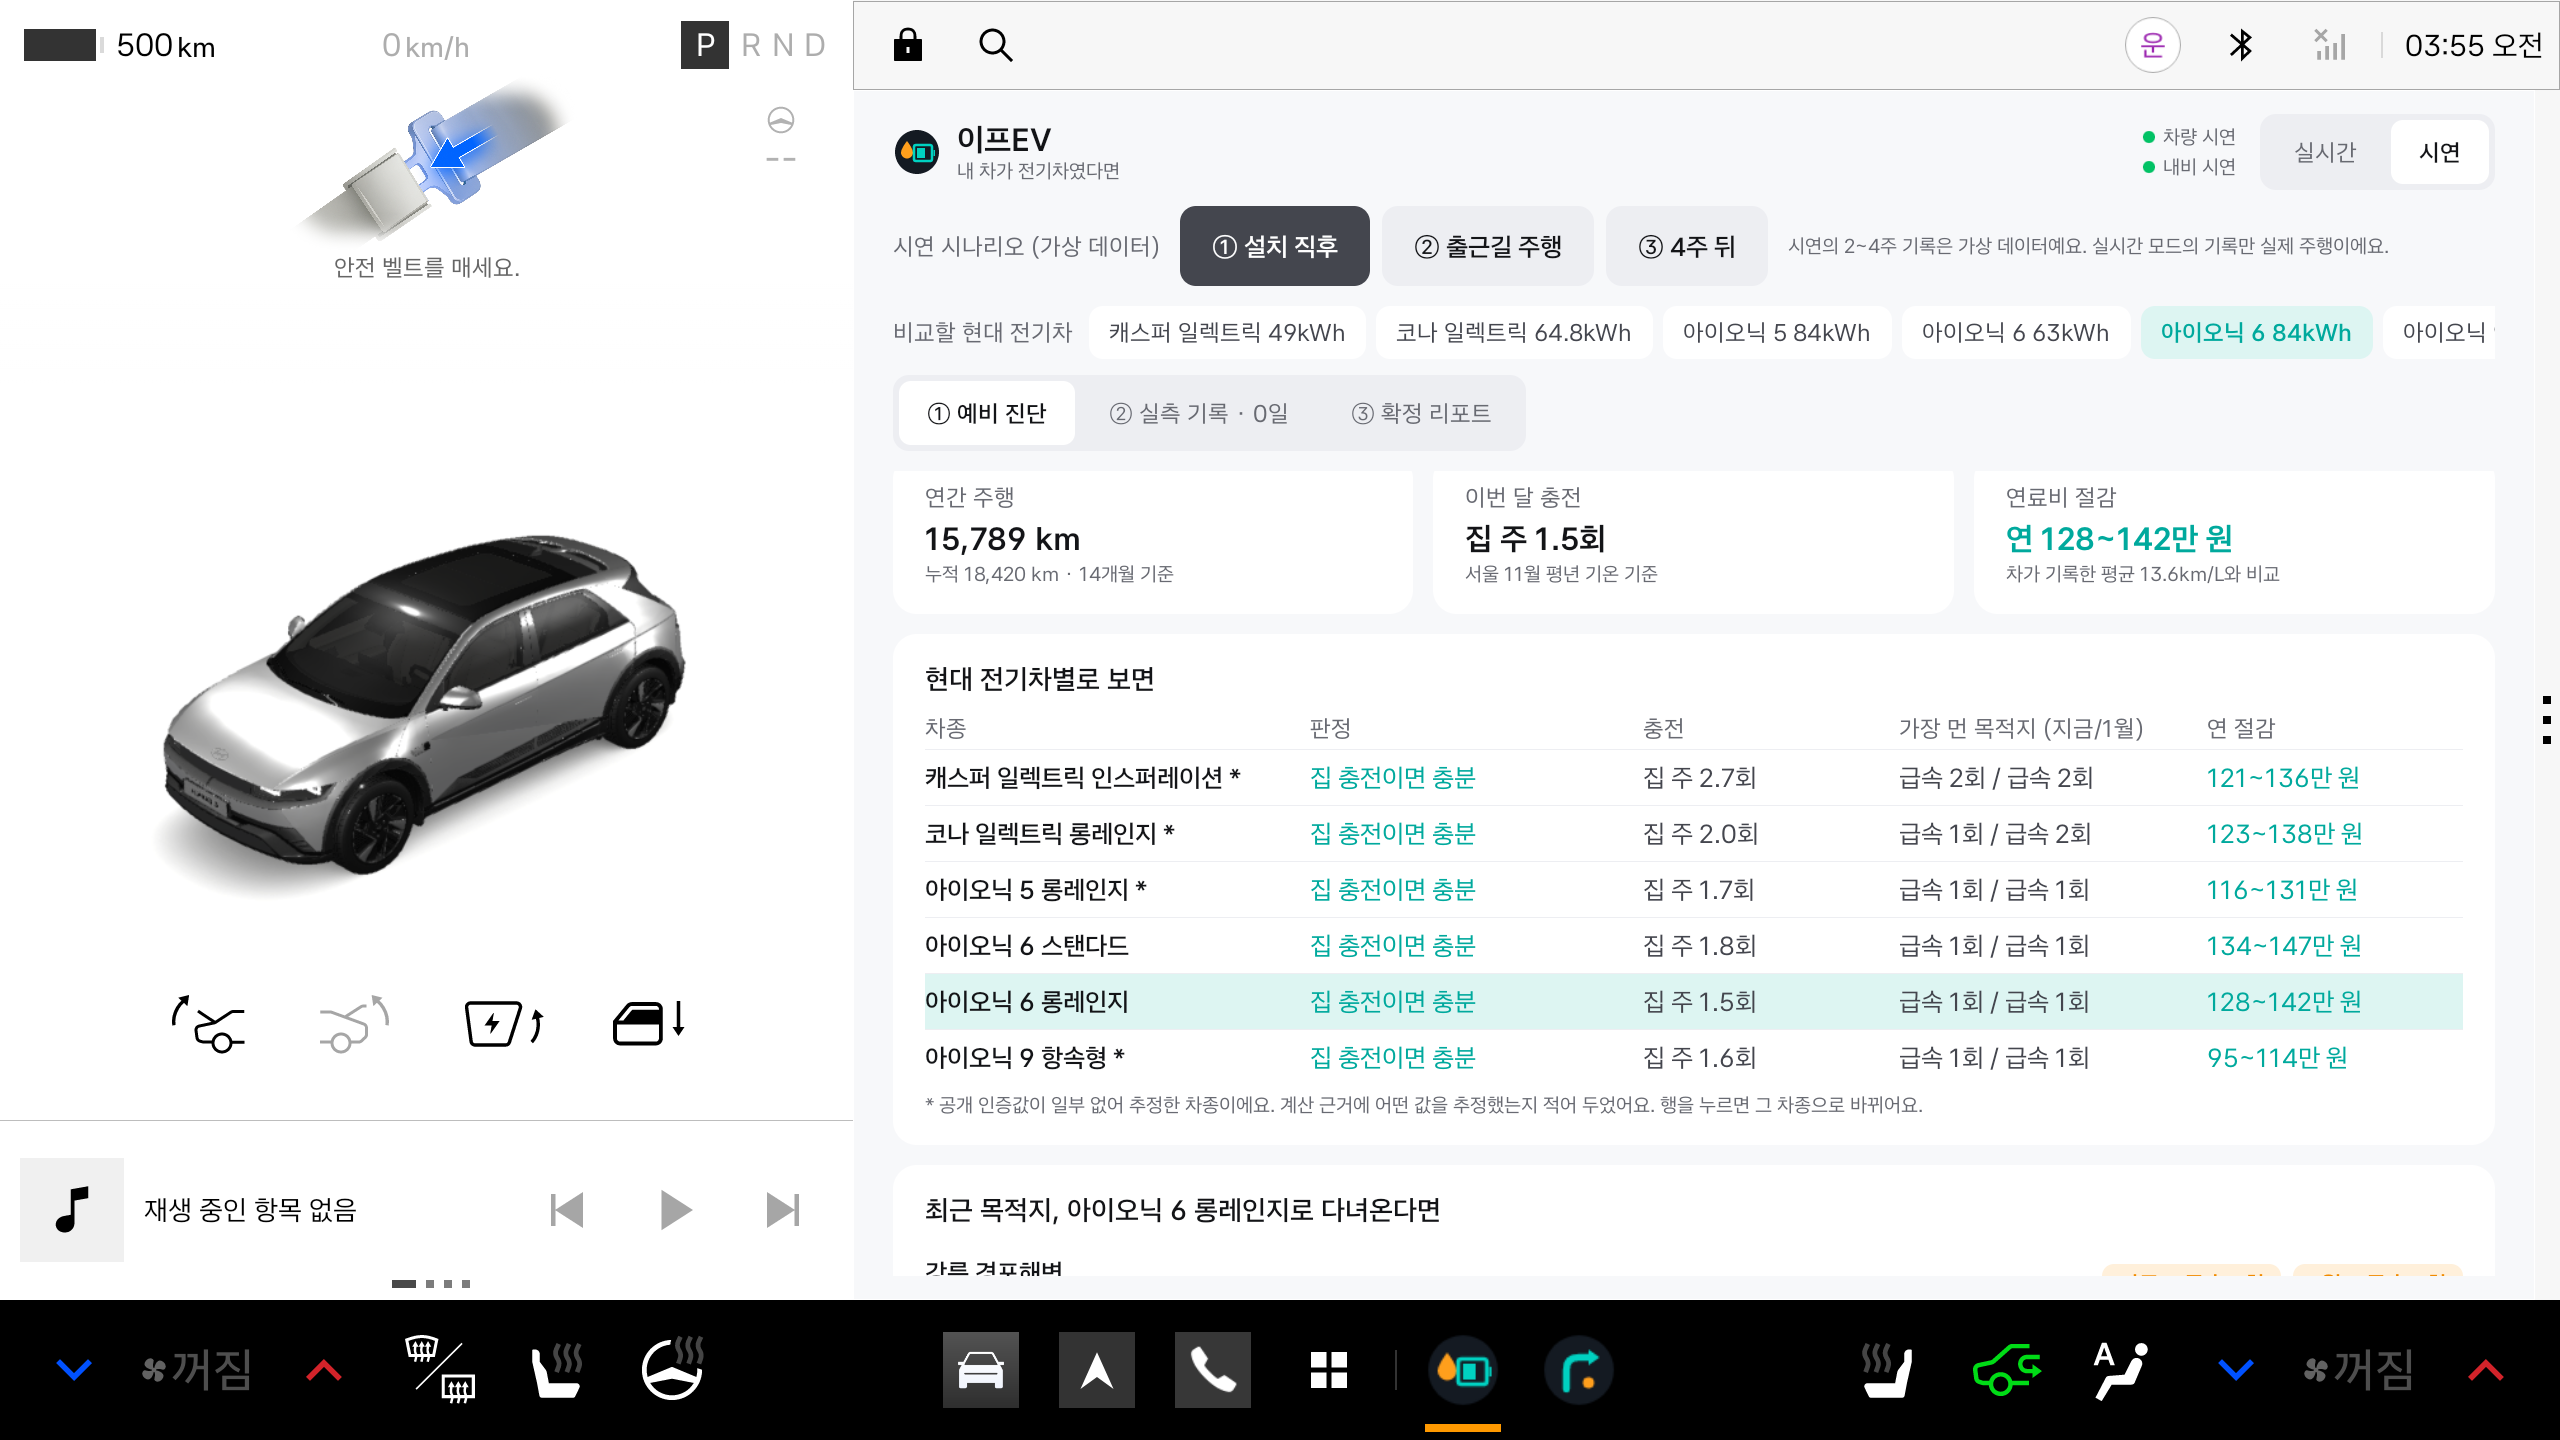 500 km
0 km/h
P R N D
안전 벨트를 매세요.
재생 중인 항목 없음
운
03:55 오전
이프EV
내 차가 전기차였다면
차량 시연
내비 시연
실시간
시연
시연 시나리오 (가상 데이터)
① 설치 직후
② 출근길 주행
③ 4주 뒤
시연의 2~4주 기록은 가상 데이터예요. 실시간 모드의 기록만 실제 주행이에요.
비교할 현대 전기차
캐스퍼 일렉트릭 49kWh
코나 일렉트릭 64.8kWh
아이오닉 5 84kWh
아이오닉 6 63kWh
아이오닉 6 84kWh
아이오닉
① 예비 진단
② 실측 기록 · 0일
③ 확정 리포트
연간 주행
15,789 km
누적 18,420 km · 14개월 기준
이번 달 충전
집 주 1.5회
서울 11월 평년 기온 기준
연료비 절감
연 128~142만 원
차가 기록한 평균 13.6km/L와 비교
현대 전기차별로 보면
차종 판정 충전 가장 먼 목적지 (지금/1월) 연 절감
캐스퍼 일렉트릭 인스퍼레이션 * 집 충전이면 충분 집 주 2.7회 급속 2회 / 급속 2회 121~136만 원
코나 일렉트릭 롱레인지 * 집 충전이면 충분 집 주 2.0회 급속 1회 / 급속 2회 123~138만 원
아이오닉 5 롱레인지 * 집 충전이면 충분 집 주 1.7회 급속 1회 / 급속 1회 116~131만 원
아이오닉 6 스탠다드 집 충전이면 충분 집 주 1.8회 급속 1회 / 급속 1회 134~147만 원
아이오닉 6 롱레인지 집 충전이면 충분 집 주 1.5회 급속 1회 / 급속 1회 128~142만 원
아이오닉 9 항속형 * 집 충전이면 충분 집 주 1.6회 급속 1회 / 급속 1회 95~114만 원
* 공개 인증값이 일부 없어 추정한 차종이에요. 계산 근거에 어떤 값을 추정했는지 적어 두었어요. 행을 누르면 그 차종으로 바뀌어요.
최근 목적지, 아이오닉 6 롱레인지로 다녀온다면
강릉 경포해변
꺼짐
A
꺼짐